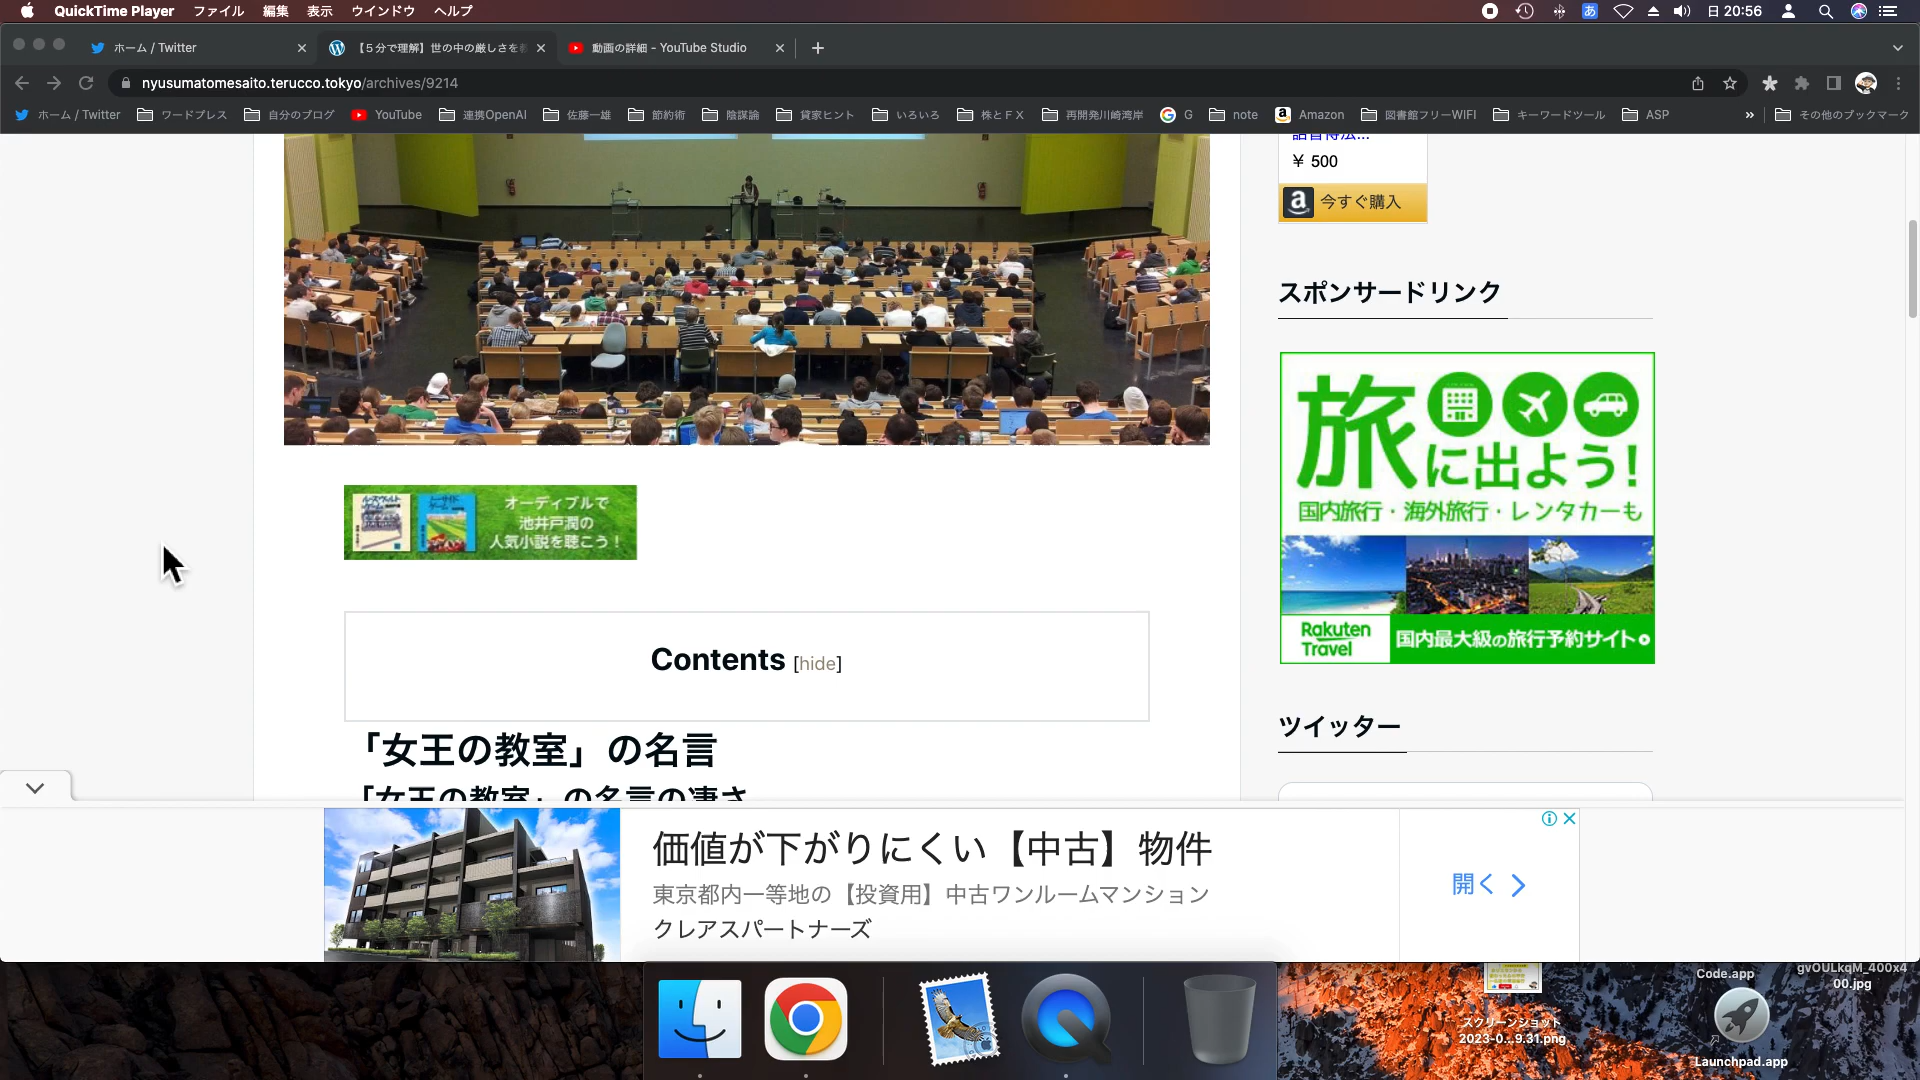 QuickTime Player ファイル 編集 表示 ウインドウ ヘルプ あ 日 20:56
ホーム / Twitter 【５分で理解】世の中の厳しさを 動画の詳細 - YouTube Studio
nyusumatomesaito.terucco.tokyo/archives/9214
ホーム / Twitter ワードプレス 自分のブログ YouTube 連携OpenAI 佐藤一雄 節約術 陰謀論 貸家ヒント いろいろ 株とＦＸ 再開発川崎湾岸 G note Amazon 図書館フリーWIFI キーワードツール ASP » その他のブックマーク
¥ 500
a 今すぐ購入
スポンサードリンク
旅に出よう!
国内旅行・海外旅行・レンタカーも
Rakuten Travel 国内最大級の旅行予約サイト
オーディブルで
池井戸潤の
人気小説を聴こう！
Contents [hide]
「女王の教室」の名言
「女王の教室」の名言の凄さ
ツイッター
価値が下がりにくい【中古】物件
東京都内一等地の【投資用】中古ワンルームマンション
クレアスパートナーズ
開く
Code.app
gvOULkqM_400x400.jpg
スクリーンショット
2023-0...9.31.png
Launchpad.app